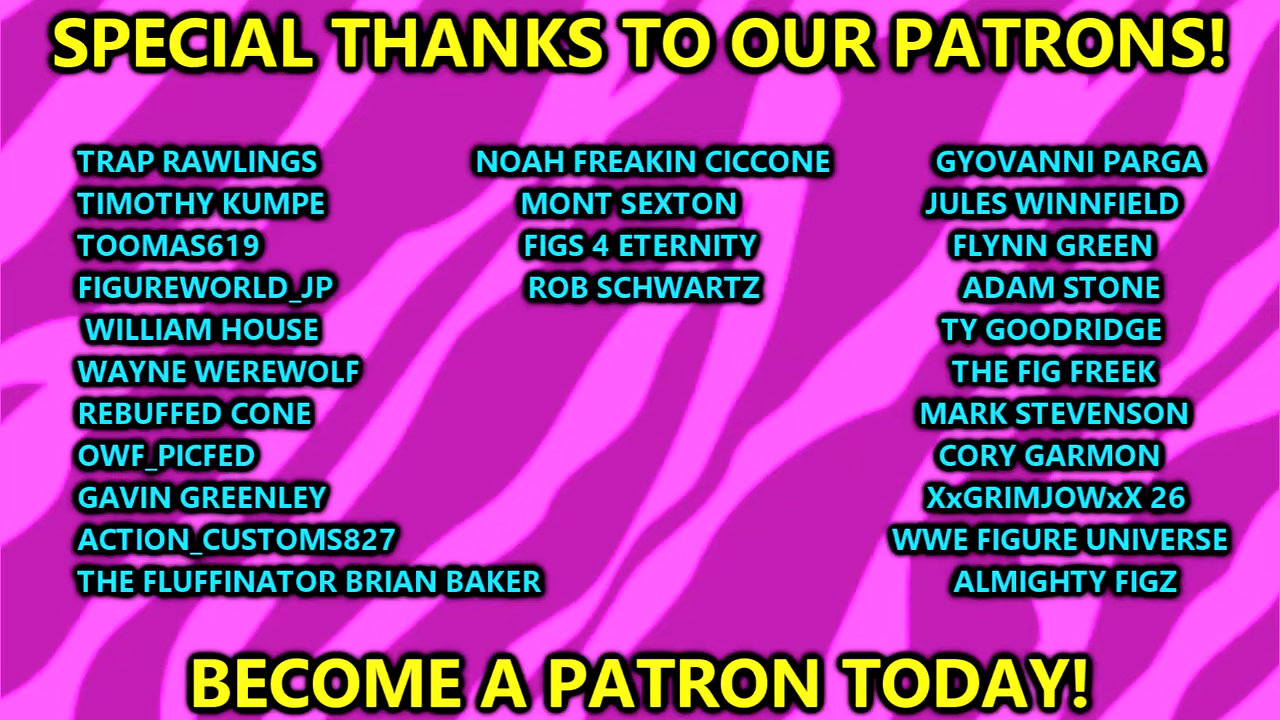 SPECIAL THANKS TO OUR PATRONS!
TRAP RAWLINGS
TIMOTHY KUMPE
TOOMAS619
FIGUREWORLD_JP
WILLIAM HOUSE
WAYNE WEREWOLF
REBUFFED CONE
OWF_PICFED
GAVIN GREENLEY
ACTION_CUSTOMS827
THE FLUFFINATOR BRIAN BAKER
NOAH FREAKIN CICCONE
MONT SEXTON
FIGS 4 ETERNITY
ROB SCHWARTZ
GYOVANNI PARGA
JULES WINNFIELD
FLYNN GREEN
ADAM STONE
TY GOODRIDGE
THE FIG FREEK
MARK STEVENSON
CORY GARMON
XxGRIMJOWxX 26
WWE FIGURE UNIVERSE
ALMIGHTY FIGZ
BECOME A PATRON TODAY!